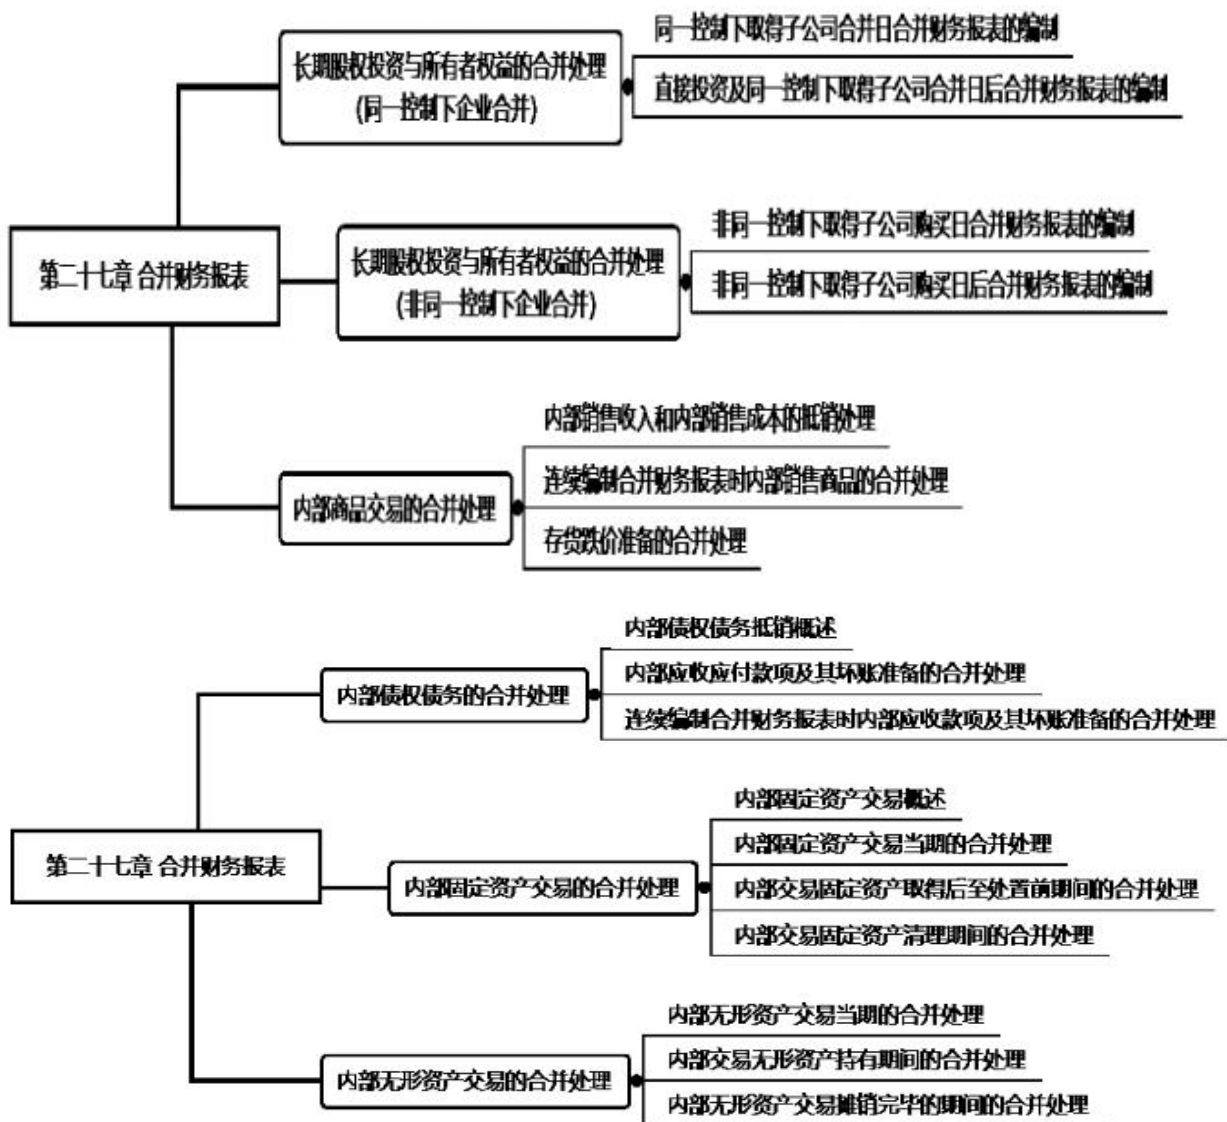 同一控制下取得子公司合并日合并财务报表的编制
长期股权投资与所有者权益的合并处理
(同一控制下企业合并)
直接投资及同一控制下取得子公司合并日后合并财务报表的编制
第二十七章 合并财务报表
长期股权投资与所有者权益的合并处理
(非同一控制下企业合并)
非同一控制下取得子公司购买日合并财务报表的编制
非同一控制下取得子公司购买日后合并财务报表的编制
内部商品交易的合并处理
内部销售收入和内部销售成本的抵销处理
连续编制合并财务报表时内部销售商品的合并处理
存货跌价准备的合并处理
内部债权债务的合并处理
内部债权债务抵销概述
内部应收应付款项及其坏账准备的合并处理
连续编制合并财务报表时内部应收款项及其坏账准备的合并处理
第二十七章 合并财务报表
内部固定资产交易的合并处理
内部固定资产交易概述
内部固定资产交易当期的合并处理
内部交易固定资产取得后至处置前期间的合并处理
内部交易固定资产清理期间的合并处理
内部无形资产交易的合并处理
内部无形资产交易当期的合并处理
内部交易无形资产持有期间的合并处理
内部无形资产交易摊销完毕的期间的合并处理